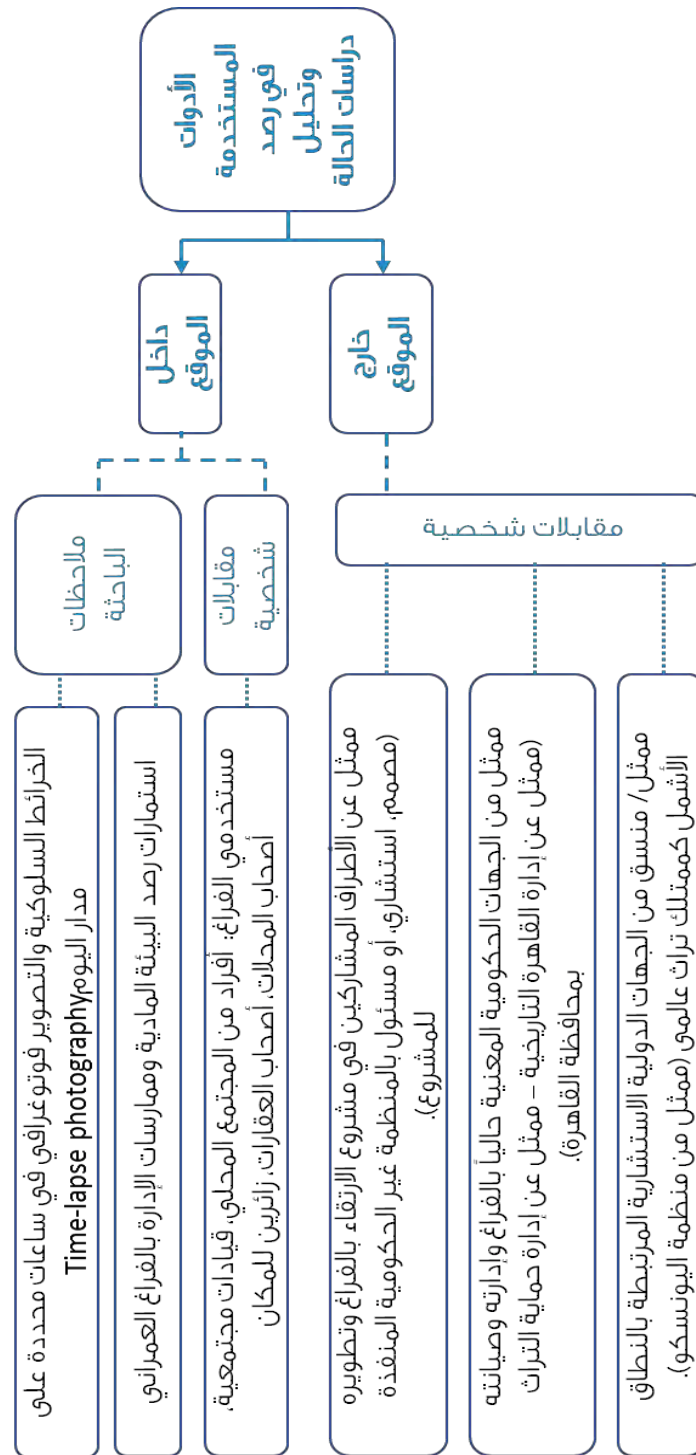 الأدوات
المستخدمة
في رصد
وتحليل
دراسات الحالة
داخل
الموقع
خارج
الموقع
ملاحظات
الباحثة
مقابلات
شخصية
مقابلات شخصية
الخرائط السلوكية والتصوير فوتوغرافي في ساعات محددة على
مدار اليوم Time-lapse photography
استمارات رصد البيئة المادية وممارسات الإدارة بالفراغ العمراني
مستخدمي الفراغ: أفراد من المجتمع المحلي، قيادات مجتمعية،
أصحاب المحلات، أصحاب العقارات، زائرين للمكان
ممثل عن الأطراف المشاركين في مشروع الارتقاء بالفراغ وتطويره
(مصمم، استشاري، أو مسئول بالمنظمة غير الحكومية المنفذة
للمشروع).
ممثل من الجهات الحكومية المعنية حالياً بالفراغ وإدارته وصيانته
(ممثل عن إدارة القاهرة التاريخية – ممثل عن إدارة حماية التراث
بمحافظة القاهرة).
ممثل/ منسق من الجهات الدولية الاستشارية المرتبطة بالنطاق
الأشمل كممتلك تراث عالمي (ممثل من منظمة اليونسكو).